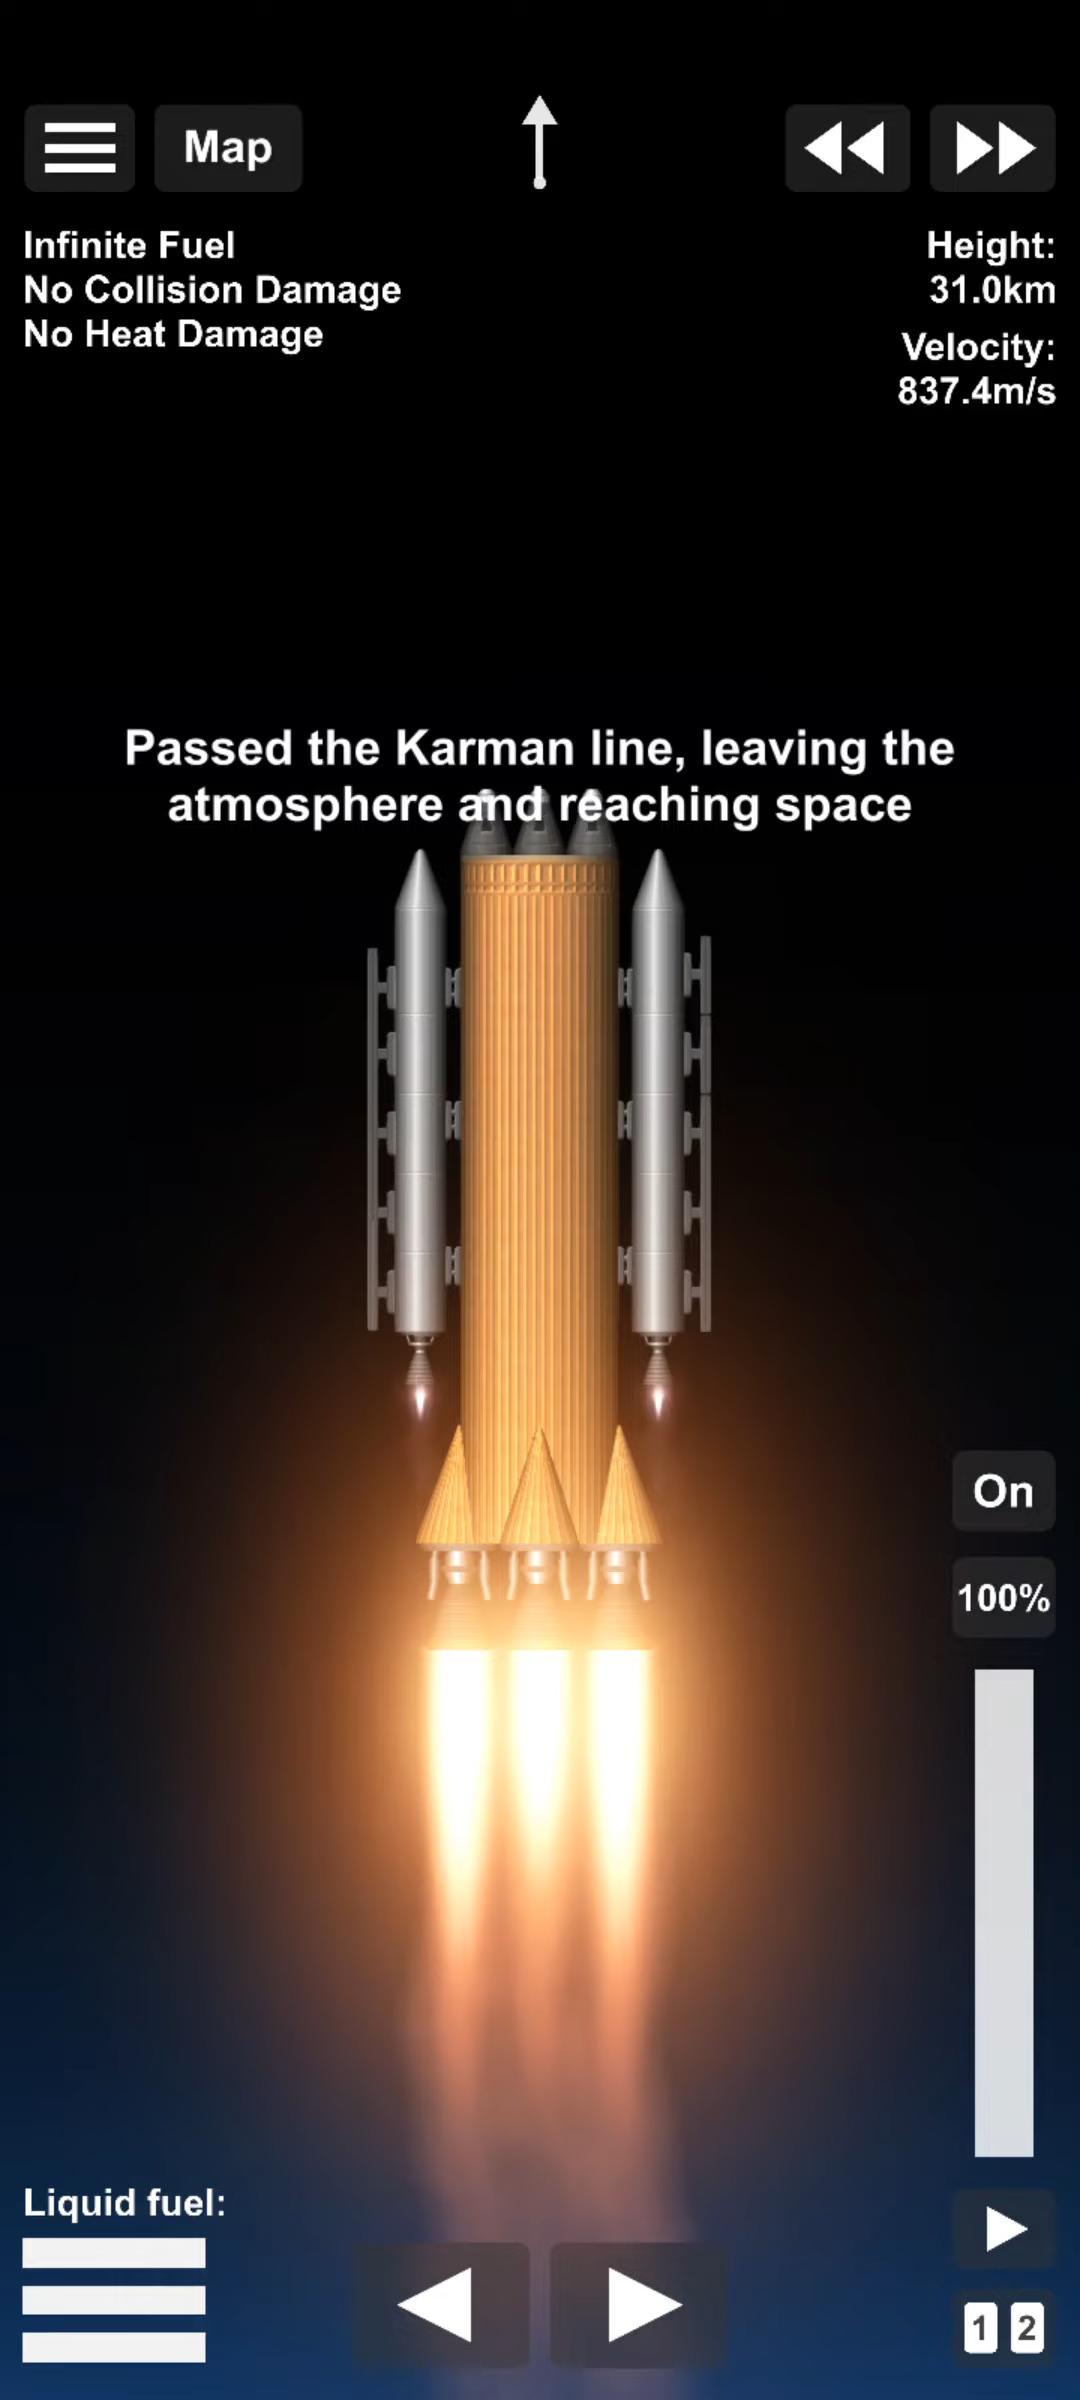 Map
Infinite Fuel
No Collision Damage
No Heat Damage
Height:
31.0km
Velocity:
837.4m/s
Passed the Karman line, leaving the
atmosphere and reaching space
On
100%
Liquid fuel:
1 2